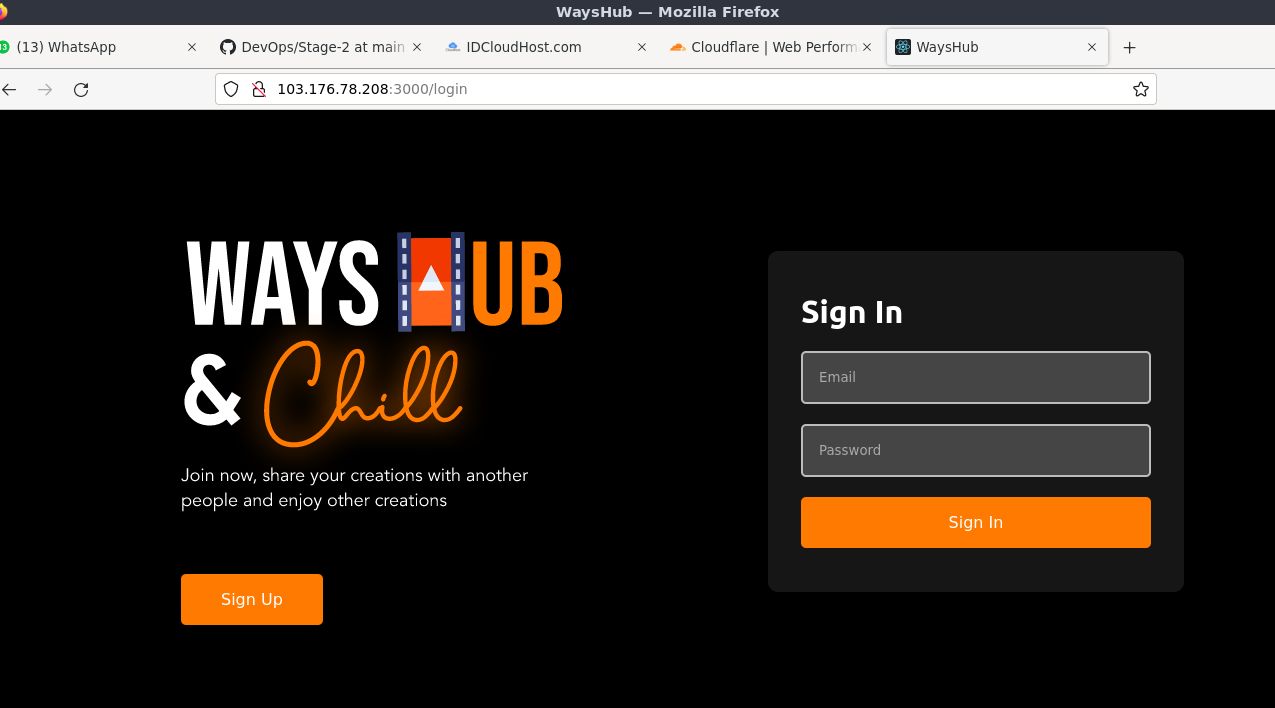 WaysHub — Mozilla Firefox
(13) WhatsApp
DevOps/Stage-2 at main
IDCloudHost.com
Cloudflare | Web Perform
WaysHub
103.176.78.208:3000/login
WAYS HUB
& Chill
Join now, share your creations with another
people and enjoy other creations
Sign Up
Sign In
Email
Password
Sign In